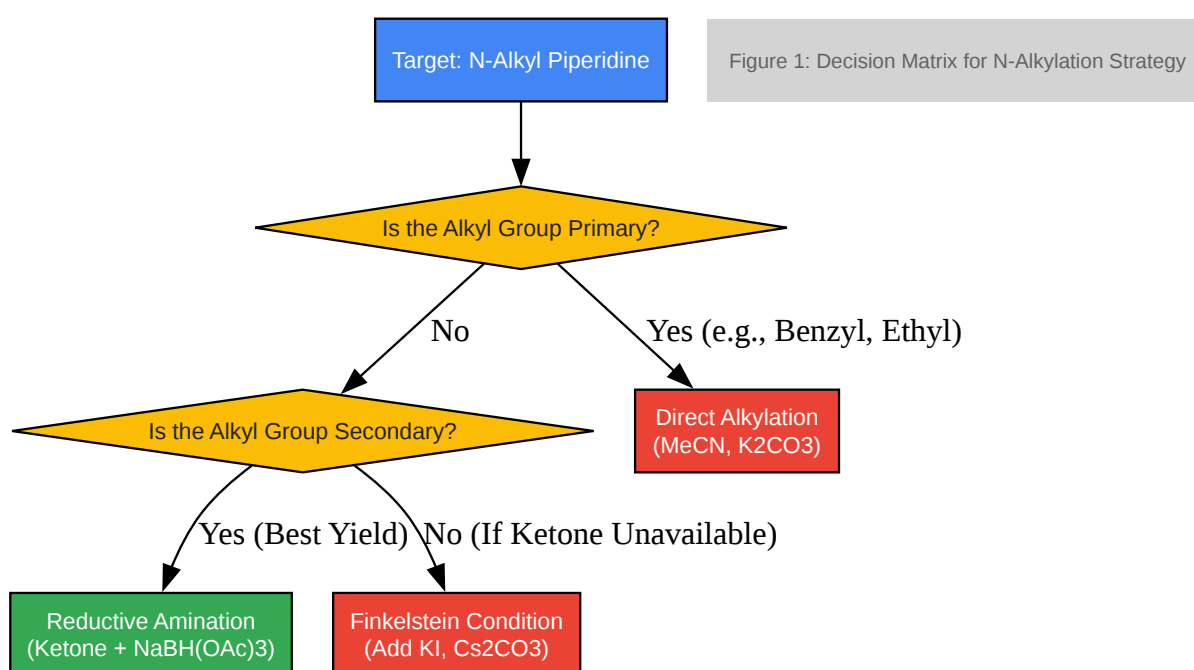 Target: N-Alkyl Piperidine
Figure 1: Decision Matrix for N-Alkylation Strategy
Is the Alkyl Group Primary?
No
Yes (e.g., Benzyl, Ethyl)
Is the Alkyl Group Secondary?
Direct Alkylation
(MeCN, K2CO3)
Yes (Best Yield)
No (If Ketone Unavailable)
Reductive Amination
(Ketone + NaBH(OAc)3)
Finkelstein Condition
(Add KI, Cs2CO3)